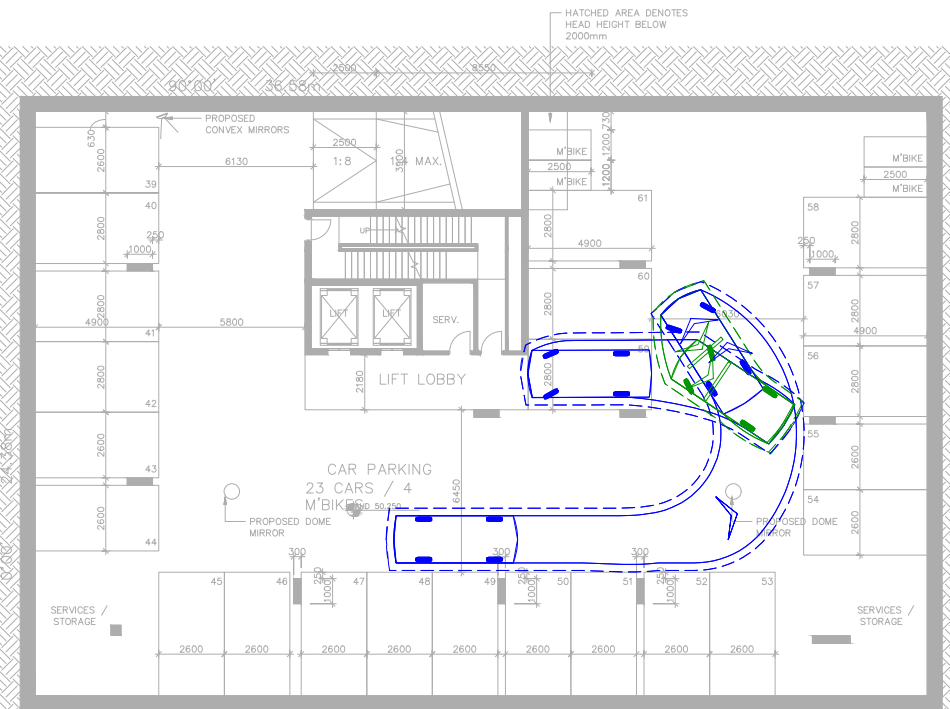 HATCHED AREA DENOTES
HEAD HEIGHT BELOW
2000mm
2500
8550
90°00'
36.58m
PROPOSED
CONVEX MIRRORS
630
2600
6130
2500
1:8
MAX.
3900
730
1200
1200
M'BIKE
2500
M'BIKE
M'BIKE
2500
M'BIKE
39
40
2800
250
1000
UP
61
2800
4900
58
250
2800
1000
60
57
4900
5800
2800
LIFT
LIFT
SERV.
2800
4900
41
59
56
2800
2180
LIFT LOBBY
2800
2800
42
55
2600
43
CAR PARKING
23 CARS / 4
M'BIKES
50.250
6450
2600
54
PROPOSED DOME
MIRROR
PROPOSED DOME
MIRROR
2600
44
2600
300
300
300
45
46
47
48
49
50
51
52
53
250
1000
250
1000
250
1000
SERVICES /
STORAGE
SERVICES /
STORAGE
2600
2600
2600
2600
2600
2600
2600
2600